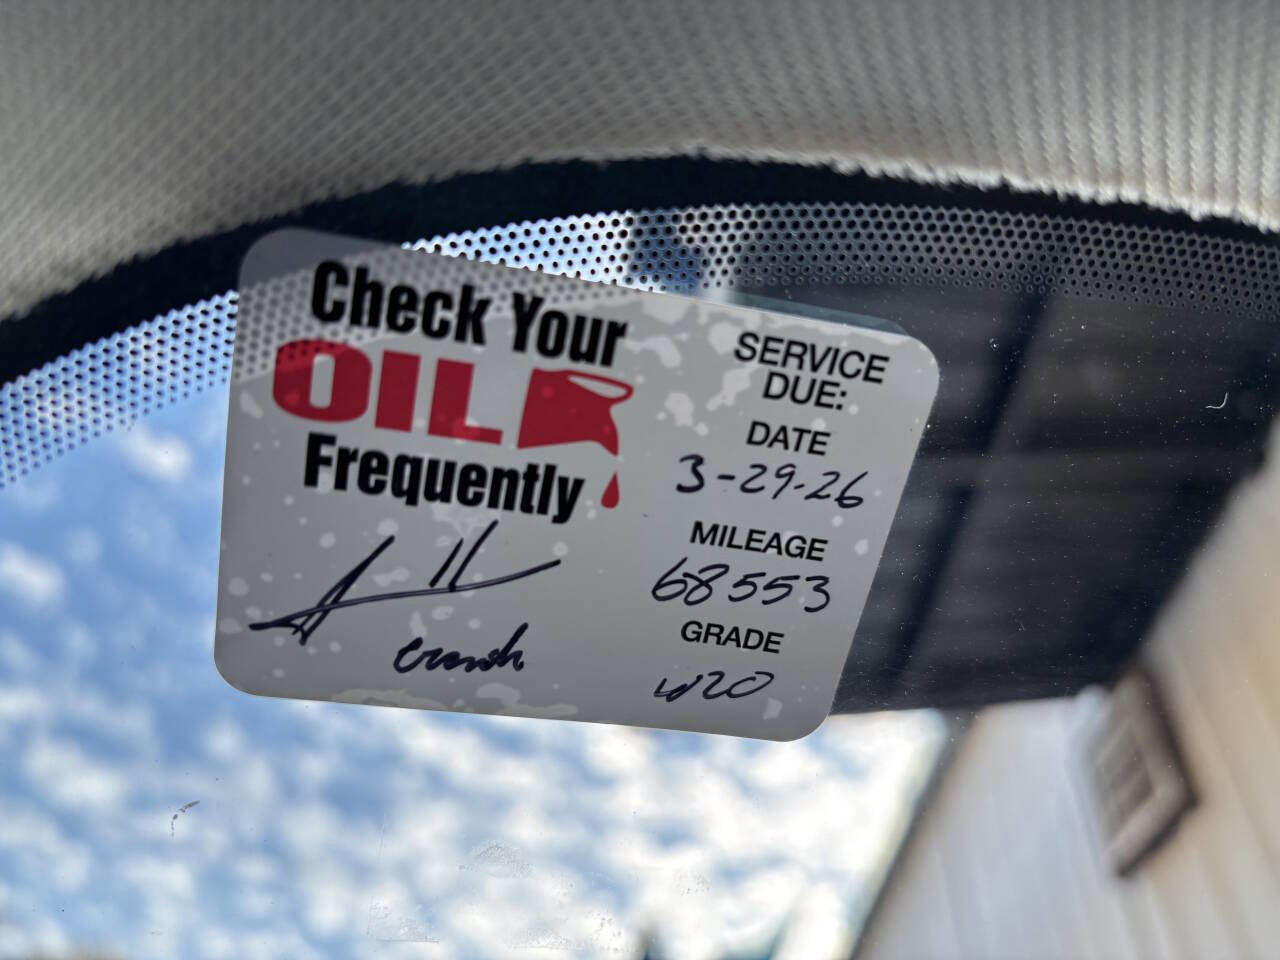 Check Your
OIL
Frequently
SERVICE
DUE:
DATE
3-29-26
MILEAGE
68553
GRADE
W20